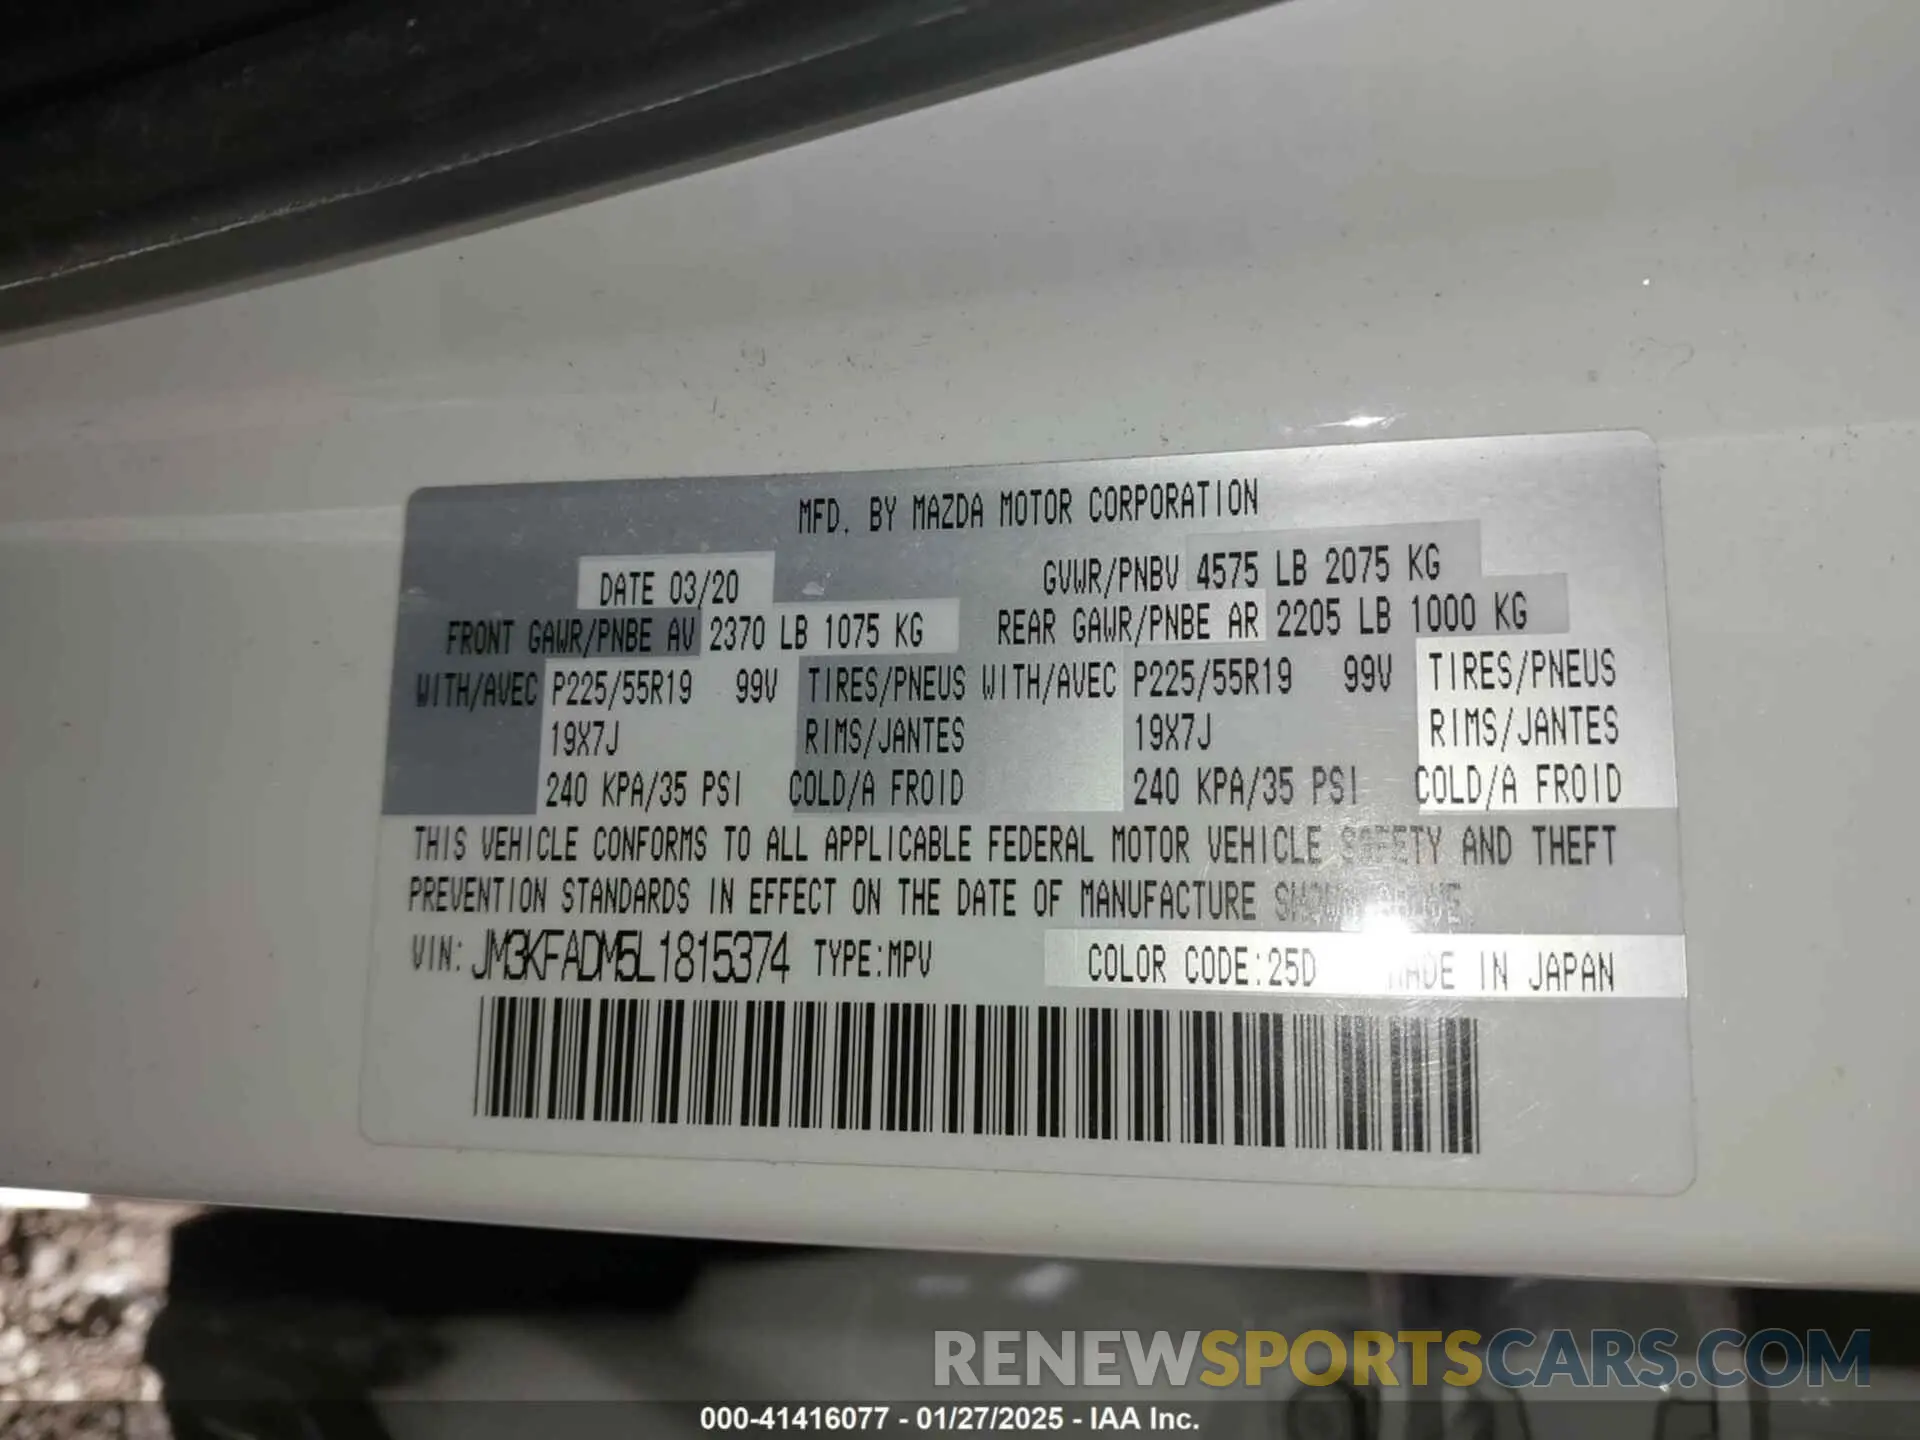 MFD. BY MAZDA MOTOR CORPORATION
DATE 03/20 GVWR/PNBV 4575 LB 2075 KG
FRONT GAWR/PNBE AV 2370 LB 1075 KG REAR GAWR/PNBE AR 2205 LB 1000 KG
WITH/AVEC P225/55R19 99V TIRES/PNEUS WITH/AVEC P225/55R19 99V TIRES/PNEUS
19X7J RIMS/JANTES 19X7J RIMS/JANTES
240 KPA/35 PSI COLD/A FROID 240 KPA/35 PSI COLD/A FROID
THIS VEHICLE CONFORMS TO ALL APPLICABLE FEDERAL MOTOR VEHICLE SAFETY AND THEFT
PREVENTION STANDARDS IN EFFECT ON THE DATE OF MANUFACTURE SHOWN ABOVE
VIN: JM3KFADM5L1815374 TYPE:MPV COLOR CODE:25D MADE IN JAPAN
RENEWSPORTSCARS.COM
000-41416077 - 01/27/2025 - IAA Inc.